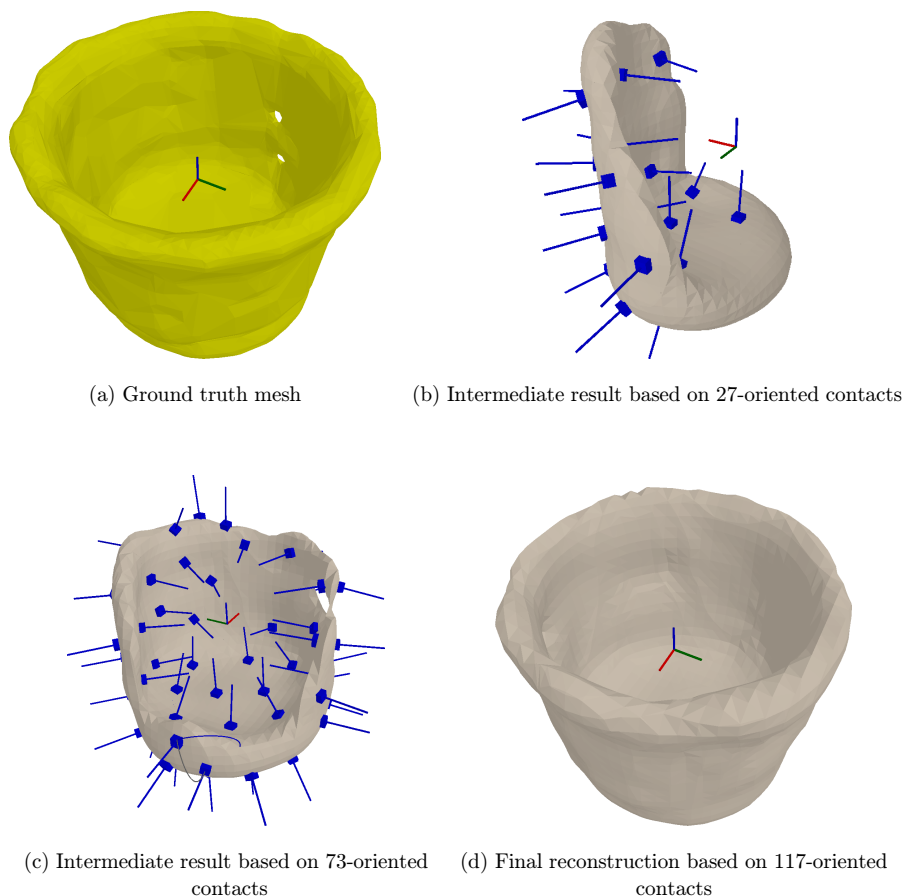 (a) Ground truth mesh
(b) Intermediate result based on 27-oriented contacts
(c) Intermediate result based on 73-oriented
contacts
(d) Final reconstruction based on 117-oriented
contacts